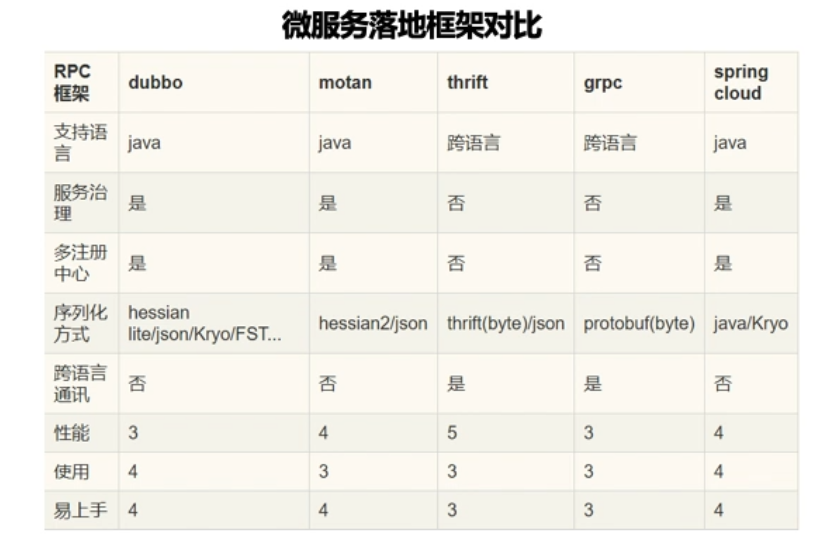 微服务落地框架对比
RPC
框架
dubbo
motan
thrift
grpc
spring
cloud
支持语
言
java
java
跨语言
跨语言
java
服务治
理
是
是
否
否
是
多注册
中心
是
是
否
否
是
序列化
方式
hessian
lite/json/Kryo/FST...
hessian2/json
thrift(byte)/json
protobuf(byte)
java/Kryo
跨语言
通讯
否
否
是
是
否
性能
3
4
5
3
4
使用
4
3
3
3
4
易上手
4
4
3
3
4